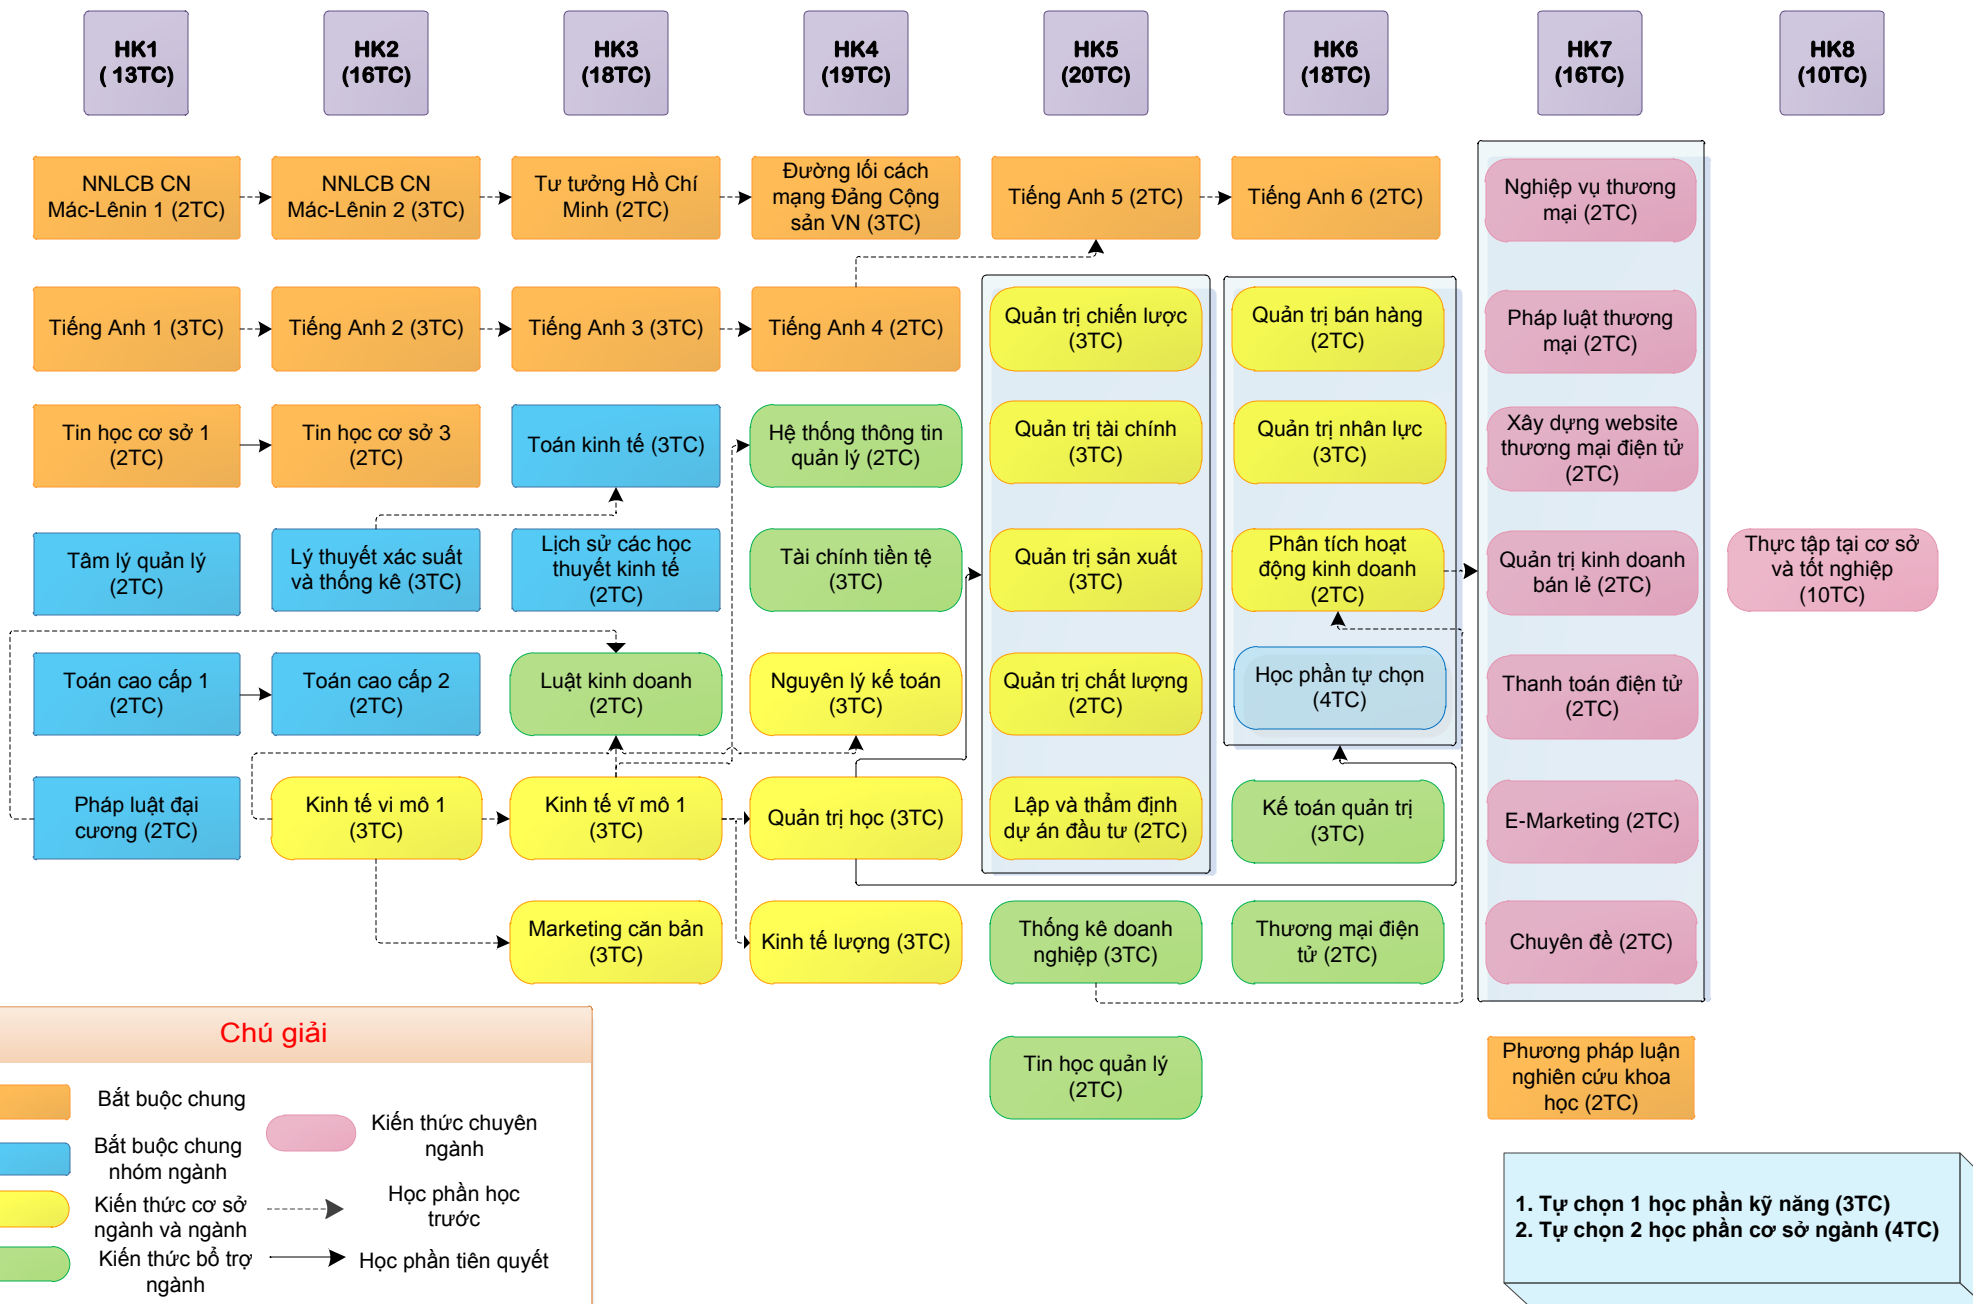 HK1
( 13TC)
HK2
(16TC)
HK3
(18TC)
HK4
(19TC)
HK5
(20TC)
HK6
(18TC)
HK7
(16TC)
HK8
(10TC)
NNLCB CN
Mác-Lênin 1 (2TC)
NNLCB CN
Mác-Lênin 2 (3TC)
Tư tưởng Hồ Chí
Minh (2TC)
Đường lối cách
mạng Đảng Cộng
sản VN (3TC)
Tiếng Anh 5 (2TC)
Tiếng Anh 6 (2TC)
Nghiệp vụ thương
mại (2TC)
Tiếng Anh 1 (3TC)
Tiếng Anh 2 (3TC)
Tiếng Anh 3 (3TC)
Tiếng Anh 4 (2TC)
Quản trị chiến lược
(3TC)
Quản trị bán hàng
(2TC)
Pháp luật thương
mại (2TC)
Tin học cơ sở 1
(2TC)
Tin học cơ sở 3
(2TC)
Toán kinh tế (3TC)
Hệ thống thông tin
quản lý (2TC)
Quản trị tài chính
(3TC)
Quản trị nhân lực
(3TC)
Xây dựng website
thương mại điện tử
(2TC)
Tâm lý quản lý
(2TC)
Lý thuyết xác suất
và thống kê (3TC)
Lịch sử các học
thuyết kinh tế
(2TC)
Tài chính tiền tệ
(3TC)
Quản trị sản xuất
(3TC)
Phân tích hoạt
động kinh doanh
(2TC)
Quản trị kinh doanh
bán lẻ (2TC)
Thực tập tại cơ sở
và tốt nghiệp
(10TC)
Toán cao cấp 1
(2TC)
Toán cao cấp 2
(2TC)
Luật kinh doanh
(2TC)
Nguyên lý kế toán
(3TC)
Quản trị chất lượng
(2TC)
Học phần tự chọn
(4TC)
Thanh toán điện tử
(2TC)
Pháp luật đại
cương (2TC)
Kinh tế vi mô 1
(3TC)
Kinh tế vĩ mô 1
(3TC)
Quản trị học (3TC)
Lập và thẩm định
dự án đầu tư (2TC)
Kế toán quản trị
(3TC)
E-Marketing (2TC)
Marketing căn bản
(3TC)
Kinh tế lượng (3TC)
Thống kê doanh
nghiệp (3TC)
Thương mại điện
tử (2TC)
Chuyên đề (2TC)
Tin học quản lý
(2TC)
Phương pháp luận
nghiên cứu khoa
học (2TC)
Chú giải
Bắt buộc chung
Bắt buộc chung
nhóm ngành
Kiến thức cơ sở
ngành và ngành
Kiến thức bổ trợ
ngành
Kiến thức chuyên
ngành
Học phần học
trước
Học phần tiên quyết
1. Tự chọn 1 học phần kỹ năng (3TC)
2. Tự chọn 2 học phần cơ sở ngành (4TC)